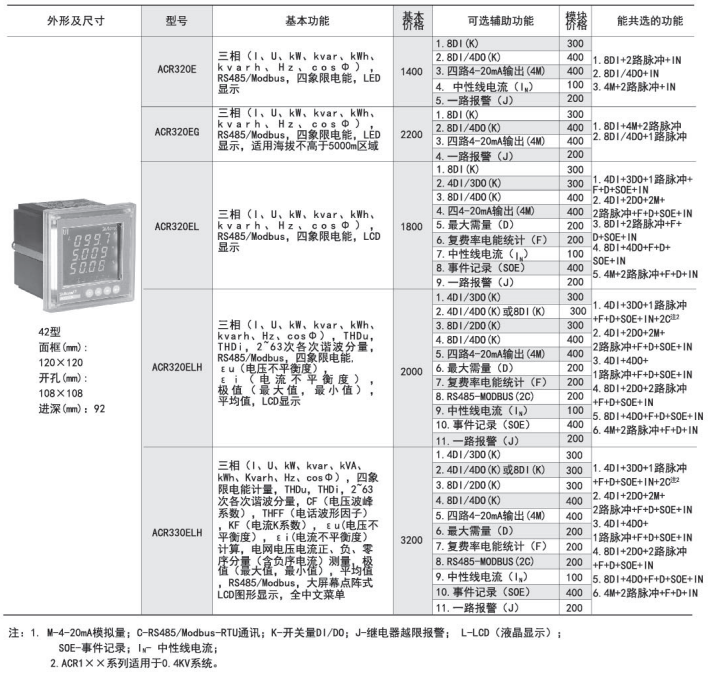 外形及尺寸 型号 基本功能 基本价格 可选辅助功能 模块价格 能共选的功能
42型
面框(mm):
120×120
开孔(mm):
108×108
进深(mm): 92
ACR320E
三相(I、U、kW、kvar、kWh、
kvarh、Hz、cosΦ),
RS485/Modbus,四象限电能,LED
显示
1400
1. 8DI(K) 300
2. 8DI/4DO(K) 400
3. 四路4-20mA输出(4M) 400
4. 中性线电流(IN) 100
5. 一路报警(J) 200
1. 8DI+2路脉冲+IN
2. 8DI/4DO+IN
3. 4M+2路脉冲+IN
ACR320EG
三相(I、U、kW、kvar、kWh、
kvarh、Hz、cosΦ),
RS485/Modbus,四象限电能,LED
显示,适用海拔不高于5000m区域
2200
1. 8DI(K) 300
2. 8DI/4DO(K) 400
3. 四路4-20mA输出(4M) 400
4. 一路报警(J) 200
1. 8DI+4M+2路脉冲
2. 8DI/4DO+1路脉冲
ACR320EL
三相(I、U、kW、kvar、kWh、
kvarh、Hz、cosΦ),
RS485/Modbus,四象限电能,LCD
显示
1800
1. 8DI(K) 300
2. 4DI/3DO(K) 300
3. 8DI/4DO(K) 400
4. 四4-20mA输出(4M) 400
5. 最大需量(D) 200
6. 复费率电能统计(F) 200
7. 中性线电流(IN) 100
8. 事件记录(SOE) 400
9. 一路报警(J) 200
1. 4DI+3DO+1路脉冲+
F+D+SOE+IN
2. 4DI+2DO+2M+
2路脉冲+F+D+SOE+IN
3. 8DI+2路脉冲+F+
D+SOE+IN
4. 8DI+4DO+F+D+
SOE+IN
5. 4M+2路脉冲+F+D+IN
ACR320ELH
三相(I、U、kW、kvar、kWh、
kvarh、Hz、cosΦ),THDu,
THDi,2~63次各次谐波分量,
RS485/Modbus,四象限电能,
εu(电压不平衡度),
εi(电流不平衡度),
极值(最大值,最小值),
平均值,LCD显示
2000
1. 4DI/3DO(K) 300
2. 4DI/4DO(K)或8DI(K) 300
3. 8DI/2DO(K) 300
4. 8DI/4DO(K) 400
5. 四路4-20mA输出(4M) 400
6. 最大需量(D) 200
7. 复费率电能统计(F) 200
8. RS485-MODBUS(2C) 200
9. 中性线电流(IN) 100
10. 事件记录(SOE) 400
11. 一路报警(J) 200
1. 4DI+3DO+1路脉冲
+F+D+SOE+IN+2C注2
2. 4DI+2DO+2M+
2路脉冲+F+D+SOE+IN
3. 4DI+4DO+
1路脉冲+F+D+SOE+IN
4. 8DI+2DO+2路脉冲
+F+D+SOE+IN
5. 8DI+4DO+F+D+SOE+IN
6. 4M+2路脉冲+F+D+IN
ACR330ELH
三相(I、U、kW、kvar、kVA、
kWh、Kvarh、Hz、cosΦ),四象
限电能计量,THDu,THDi,2~63
次各次谐波分量,CF(电压波峰
系数),THFF(电话波形因子)
,KF(电流K系数),εu(电压不
平衡度),εi(电流不平衡度)
计算,电网电压电流正、负、零
序分量(含负序电流)测量,极
值(最大值,最小值),平均值
,RS485/Modbus,大屏幕点阵式
LCD图形显示,全中文菜单
3200
1. 4DI/3DO(K) 300
2. 4DI/4DO(K)或8DI(K) 300
3. 8DI/2DO(K) 300
4. 8DI/4DO(K) 400
5. 四路4-20mA输出(4M) 400
6. 最大需量(D) 200
7. 复费率电能统计(F) 200
8. RS485-MODBUS(2C) 200
9. 中性线电流(IN) 100
10. 事件记录(SOE) 400
11. 一路报警(J) 200
1. 4DI+3DO+1路脉冲
+F+D+SOE+IN+2C注2
2. 4DI+2DO+2M+
2路脉冲+F+D+SOE+IN
3. 4DI+4DO+
1路脉冲+F+D+SOE+IN
4. 8DI+2DO+2路脉冲
+F+D+SOE+IN
5. 8DI+4DO+F+D+SOE+IN
6. 4M+2路脉冲+F+D+IN
注: 1. M-4-20mA模拟量; C-RS485/Modbus-RTU通讯; K-开关量DI/DO; J-继电器越限报警; L-LCD(液晶显示);
SOE-事件记录; IN- 中性线电流;
2. ACR1××系列适用于0.4KV系统。